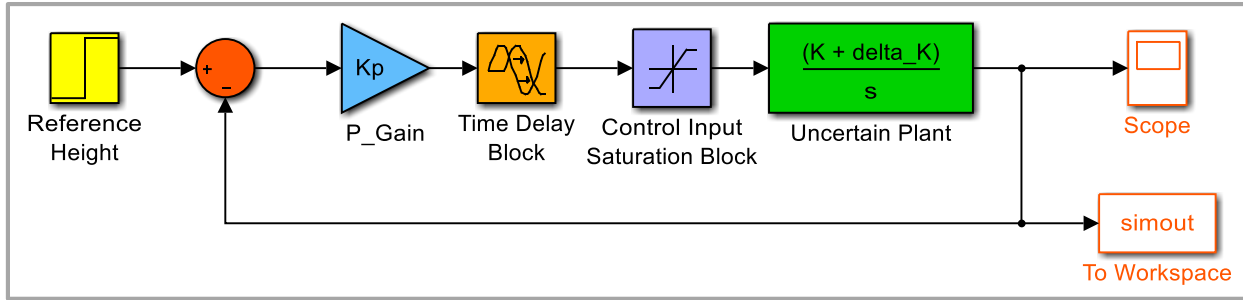 Reference
Height
+
−
Kp
P_Gain
Time Delay
Block
Control Input
Saturation Block
(K + delta_K)
s
Uncertain Plant
Scope
simout
To Workspace